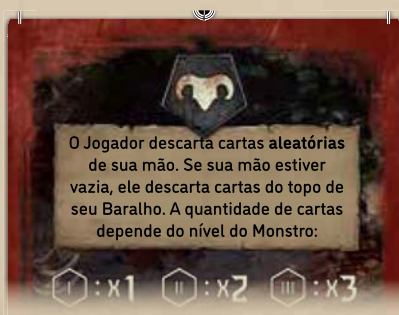 O Jogador descarta cartas aleatórias
de sua mão. Se sua mão estiver
vazia, ele descarta cartas do topo de
seu Baralho. A quantidade de cartas
depende do nível do Monstro:
I : x1 II : x2 III : x3